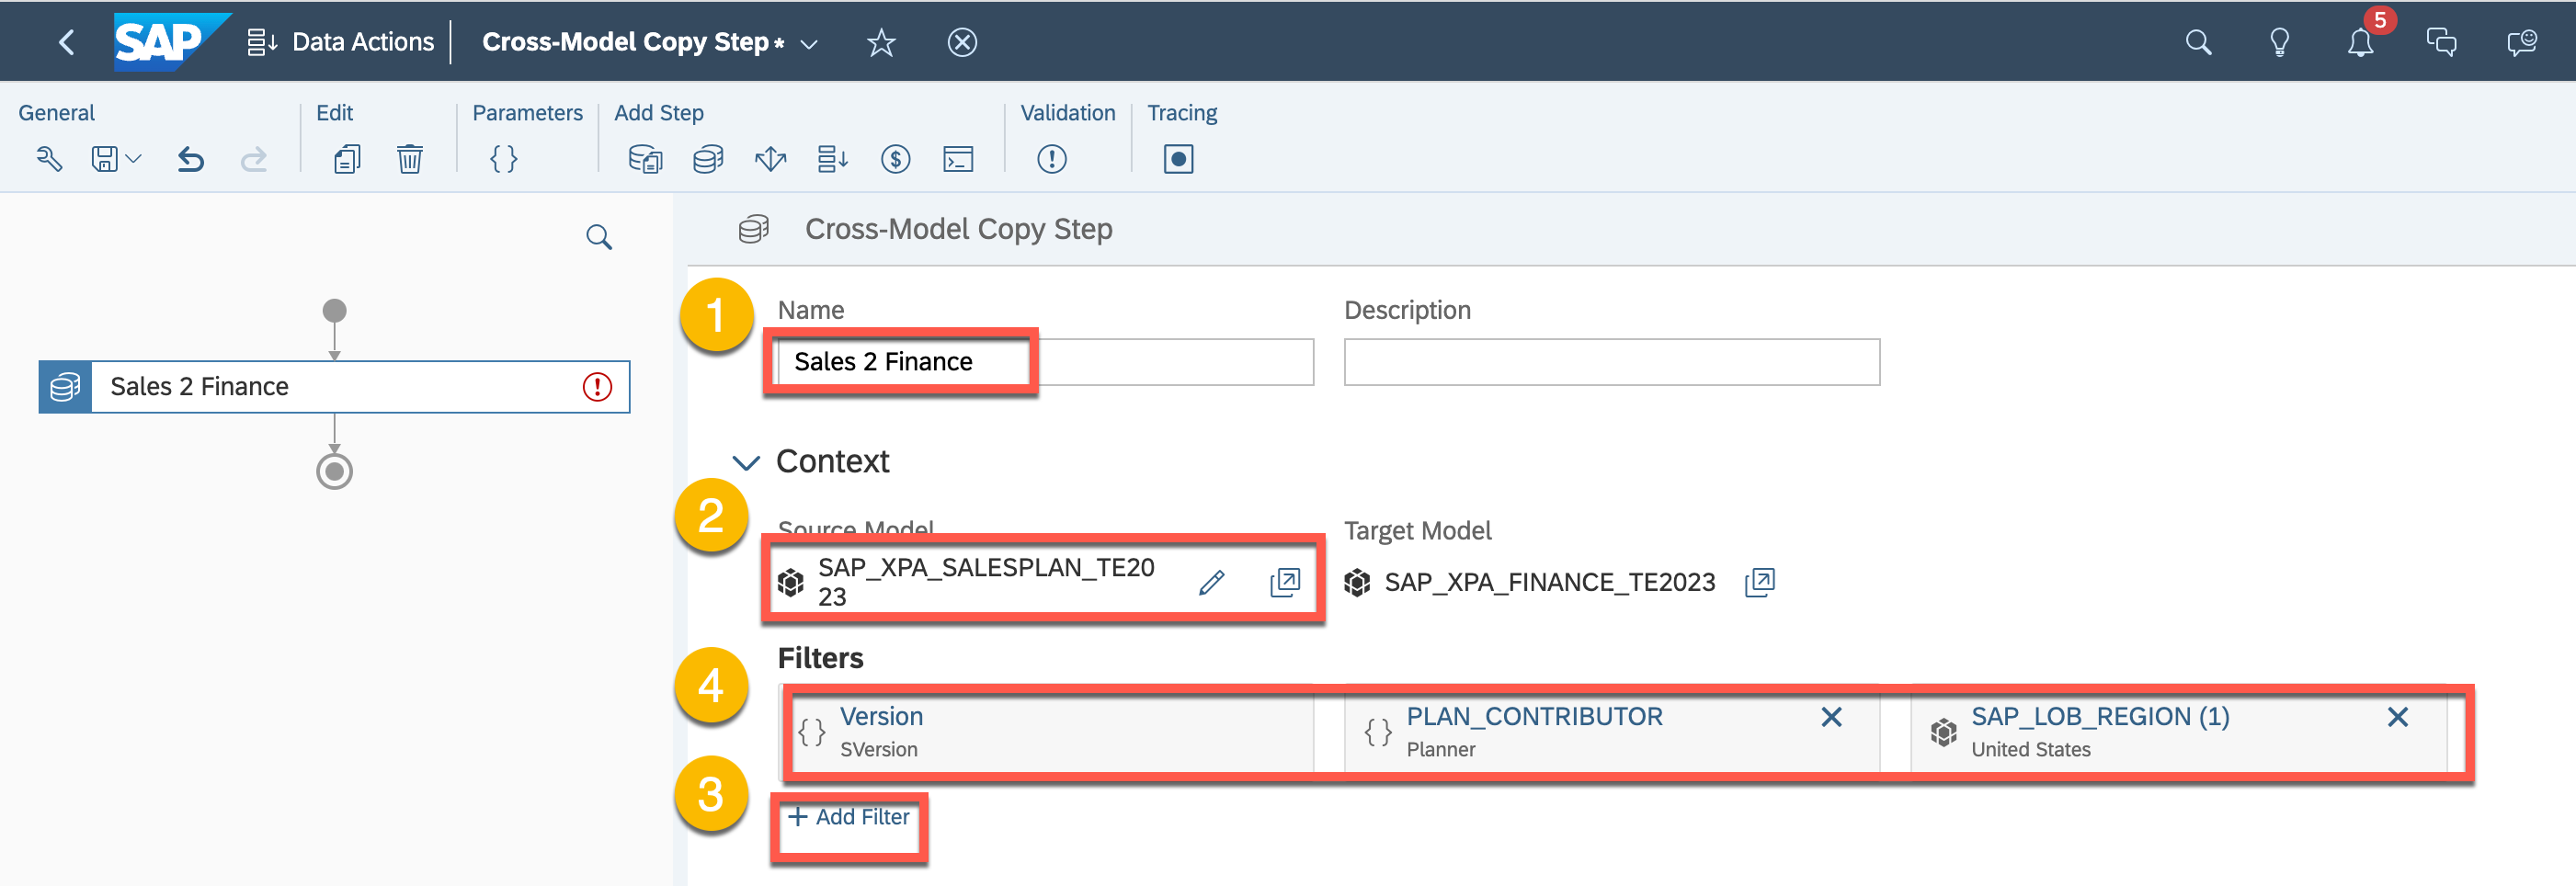 SAP Data Actions Cross-Model Copy Step* 5
General Edit Parameters Add Step Validation Tracing
{ } $ !
Cross-Model Copy Step
1 Name Description
Sales 2 Finance
Sales 2 Finance !
Context
2 Source Model Target Model
SAP_XPA_SALESPLAN_TE20
23
SAP_XPA_FINANCE_TE2023
Filters
4
{ } Version
SVersion
{ } PLAN_CONTRIBUTOR
Planner
SAP_LOB_REGION (1)
United States
3
+ Add Filter